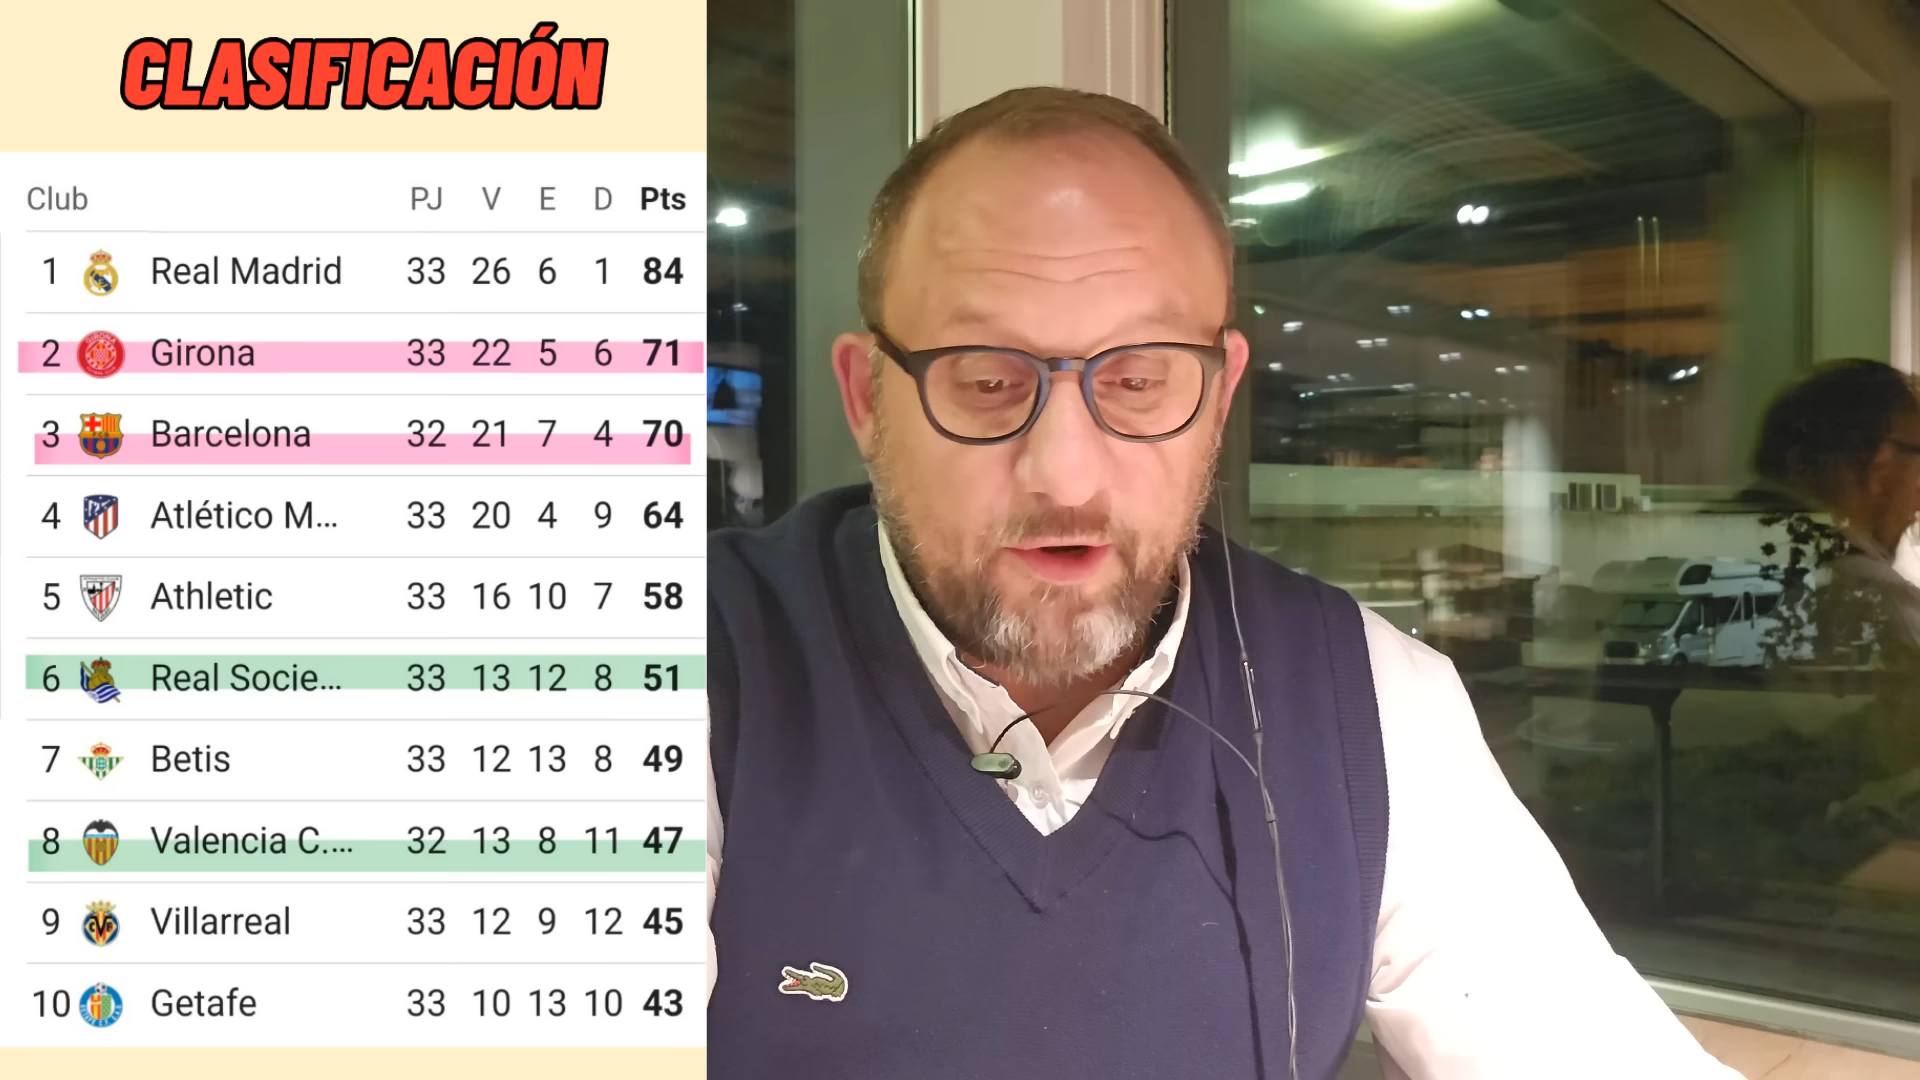 CLASIFICACIÓN
Club PJ V E D Pts
1 Real Madrid 33 26 6 1 84
2 Girona 33 22 5 6 71
3 Barcelona 32 21 7 4 70
4 Atlético M... 33 20 4 9 64
5 Athletic 33 16 10 7 58
6 Real Socie... 33 13 12 8 51
7 Betis 33 12 13 8 49
8 Valencia C.... 32 13 8 11 47
9 Villarreal 33 12 9 12 45
10 Getafe 33 10 13 10 43